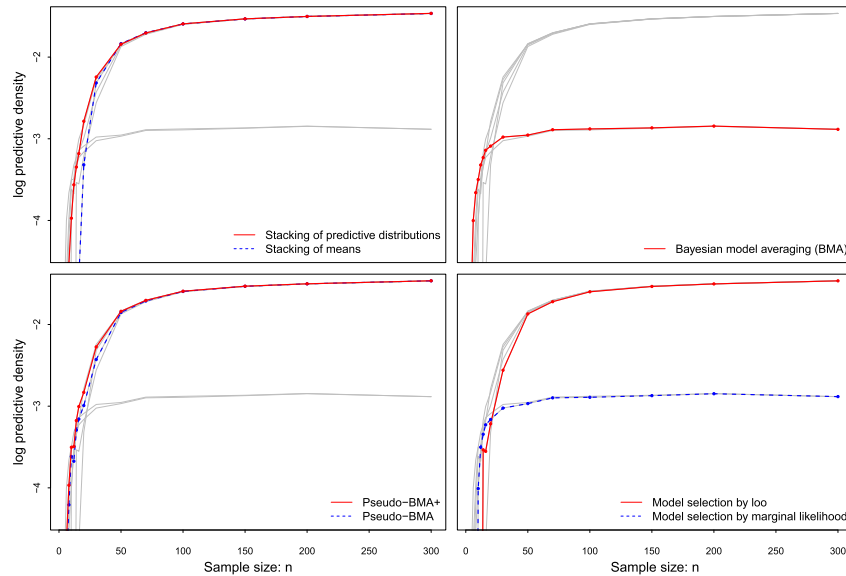 log predictive density
-2
-3
-4
Stacking of predictive distributions
Stacking of means
Bayesian model averaging (BMA)
log predictive density
-2
-3
-4
Pseudo−BMA+
Pseudo−BMA
0 50 100 150 200 250 300
Sample size: n
Model selection by loo
Model selection by marginal likelihood
0 50 100 150 200 250 300
Sample size: n